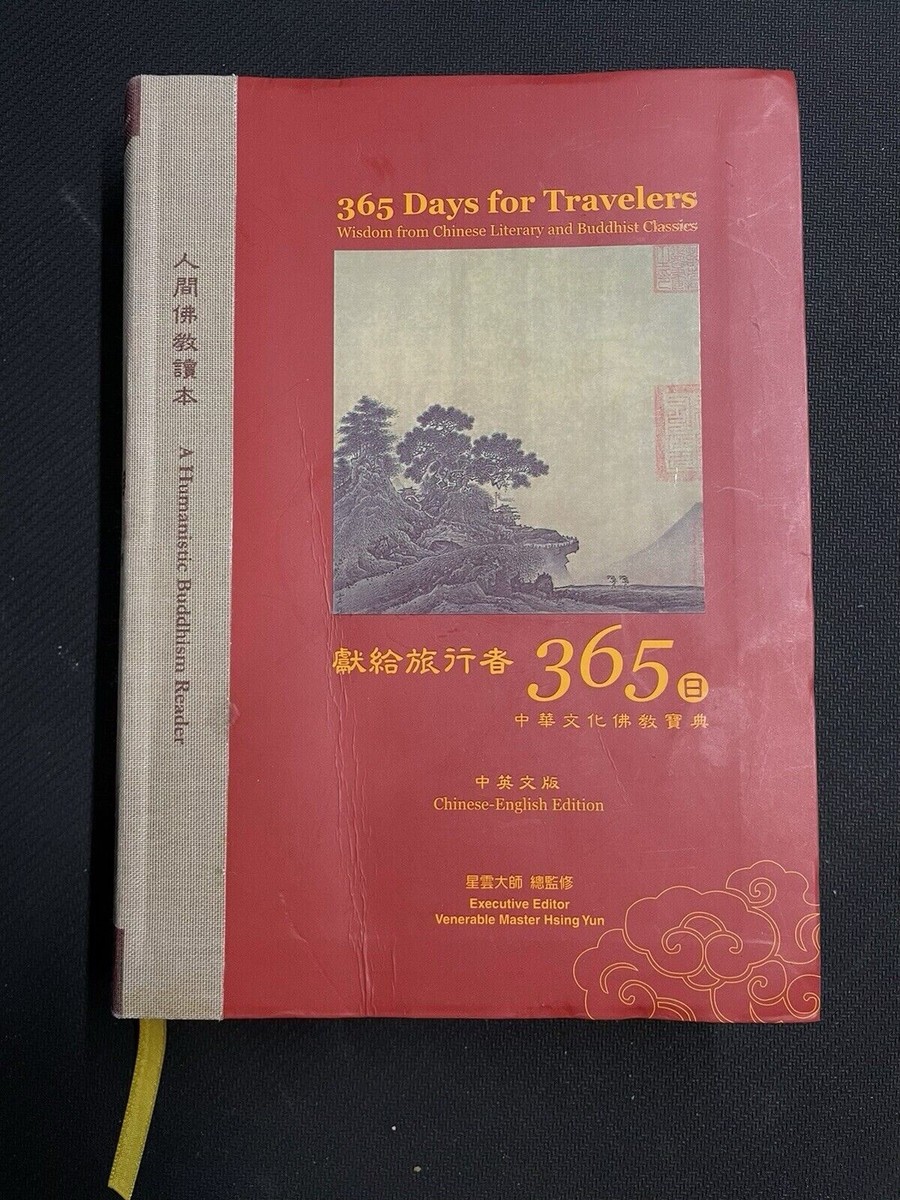 人間佛教讀本 A Humanistic Buddhism Reader
365 Days for Travelers
Wisdom from Chinese Literary and Buddhist Classics
獻給旅行者 365日
中華文化佛教寶典
中英文版
Chinese-English Edition
星雲大師 總監修
Executive Editor
Venerable Master Hsing Yun